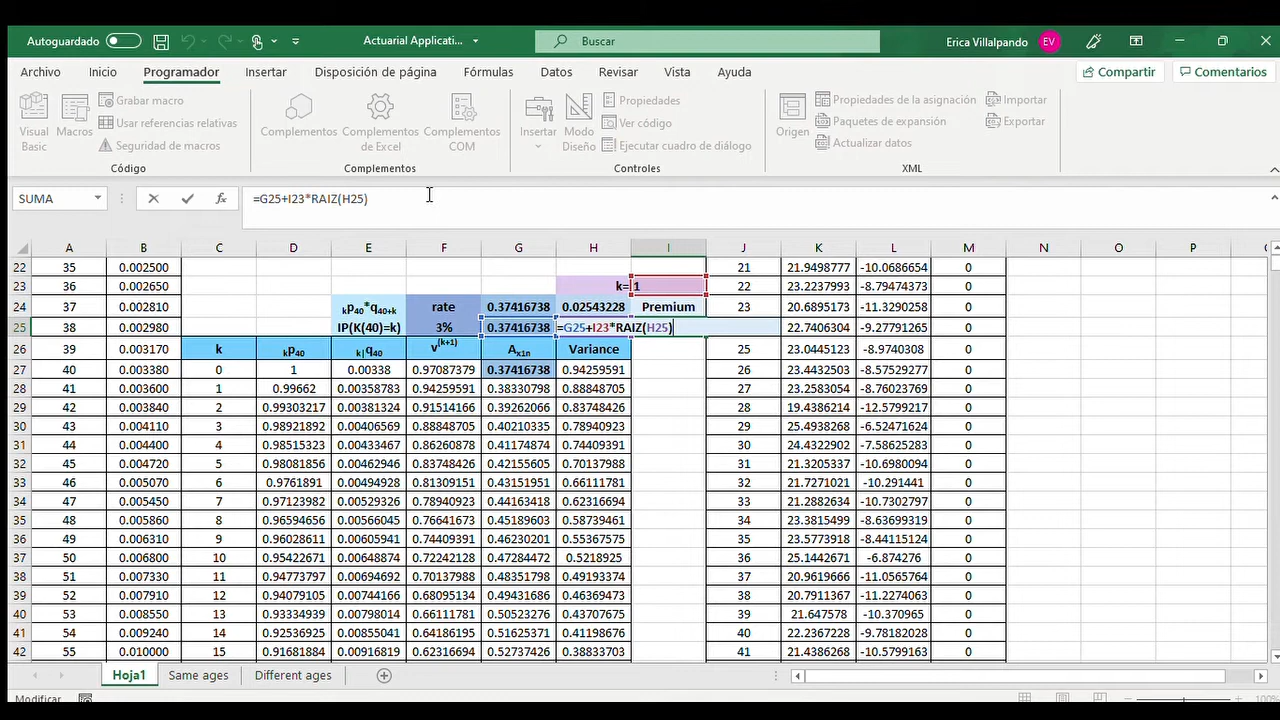 Autoguardado Actuarial Applicati... Buscar Erica Villalpando EV
Archivo Inicio Programador Insertar Disposición de página Fórmulas Datos Revisar Vista Ayuda Compartir Comentarios
Visual Basic Macros Grabar macro Usar referencias relativas Seguridad de macros Complementos Complementos de Excel Complementos COM Insertar Modo Diseño Propiedades Ver código Ejecutar cuadro de diálogo Origen Propiedades de la asignación Paquetes de expansión Actualizar datos Importar Exportar
Código Complementos Controles XML
SUMA fx =G25+I23*RAIZ(H25)
A B C D E F G H I J K L M N O P Q
22 35 0.002500 21 21.9498777 -10.0686654 0
23 36 0.002650 k= 1 22 23.2237993 -8.79474373 0
24 37 0.002810 kp40*q40+k rate 0.37416738 0.02543228 Premium 23 20.6895173 -11.3290258 0
25 38 0.002980 IP(K(40)=k) 3% 0.37416738 =G25+I23*RAIZ(H25) 22.7406304 -9.27791265 0
26 39 0.003170 k kp40 k|q40 v(k+1) Ax1n Variance 25 23.0445123 -8.9740308 0
27 40 0.003380 0 1 0.00338 0.97087379 0.37416738 0.94259591 26 23.4432503 -8.57529277 0
28 41 0.003600 1 0.99662 0.00358783 0.94259591 0.38330798 0.88848705 27 23.2583054 -8.76023769 0
29 42 0.003840 2 0.99303217 0.00381324 0.91514166 0.39262066 0.83748426 28 19.4386214 -12.5799217 0
30 43 0.004110 3 0.98921892 0.00406569 0.88848705 0.40210335 0.78940923 29 25.4938268 -6.52471624 0
31 44 0.004400 4 0.98515323 0.00433467 0.86260878 0.41174874 0.74409391 30 24.4322902 -7.58625283 0
32 45 0.004720 5 0.98081856 0.00462946 0.83748426 0.42155605 0.70137988 31 21.3205337 -10.6980094 0
33 46 0.005070 6 0.9761891 0.00494928 0.81309151 0.43151951 0.66111781 32 21.7271021 -10.291441 0
34 47 0.005450 7 0.97123982 0.00529326 0.78940923 0.44163418 0.62316694 33 21.2882634 -10.7302797 0
35 48 0.005860 8 0.96594656 0.00566045 0.76641673 0.45189603 0.58739461 34 23.3815499 -8.63699319 0
36 49 0.006310 9 0.96028611 0.00605941 0.74409391 0.46230201 0.55367575 35 23.5773918 -8.44115124 0
37 50 0.006800 10 0.95422671 0.00648874 0.72242128 0.47284472 0.5218925 36 25.1442671 -6.874276 0
38 51 0.007330 11 0.94773797 0.00694692 0.70137988 0.48351798 0.49193374 37 20.9619666 -11.0565764 0
39 52 0.007910 12 0.94079105 0.00744166 0.68095134 0.49431686 0.46369473 38 20.7911367 -11.2274063 0
40 53 0.008550 13 0.93334939 0.00798014 0.66111781 0.50523276 0.43707675 39 21.647578 -10.370965 0
41 54 0.009240 14 0.92536925 0.00855041 0.64186195 0.51625371 0.41198676 40 22.2367228 -9.78182028 0
42 55 0.010000 15 0.91681884 0.00916819 0.62316694 0.52737426 0.38833703 41 21.4386268 -10.5799163 0
Hoja1 Same ages Different ages
Modificar 100%